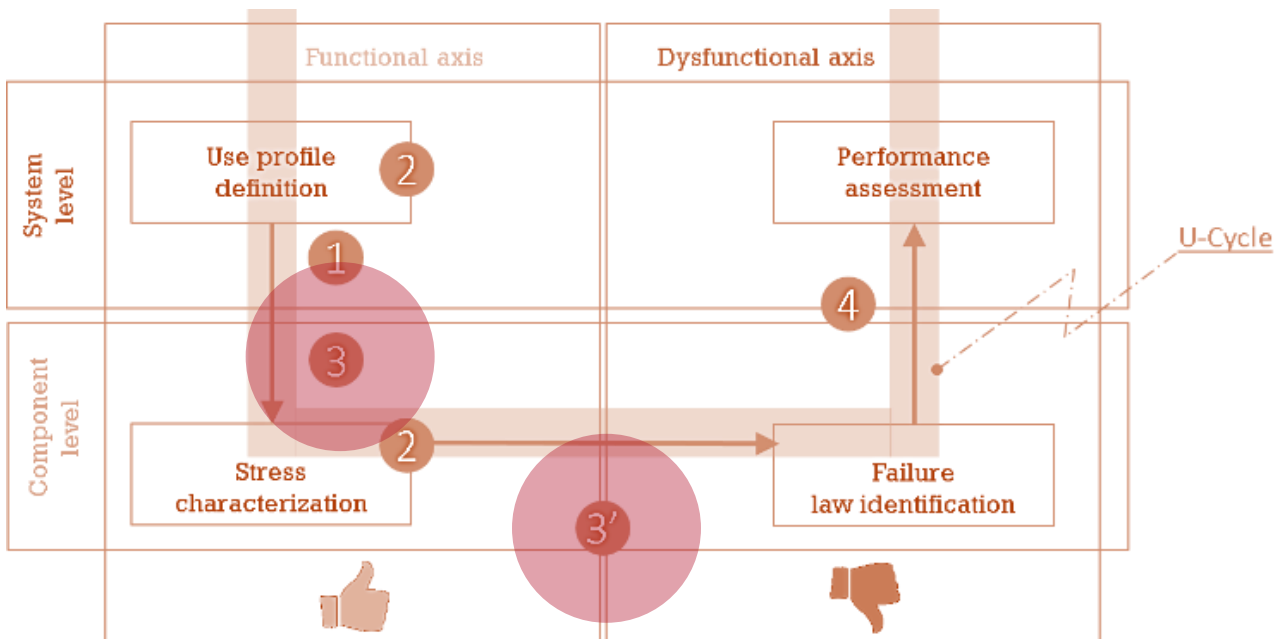 Functional axis
Dysfunctional axis
System
level
Use profile
definition
2
Performance
assessment
1
U-Cycle
4
Component
level
3
2
Stress
characterization
Failure
law identification
3’